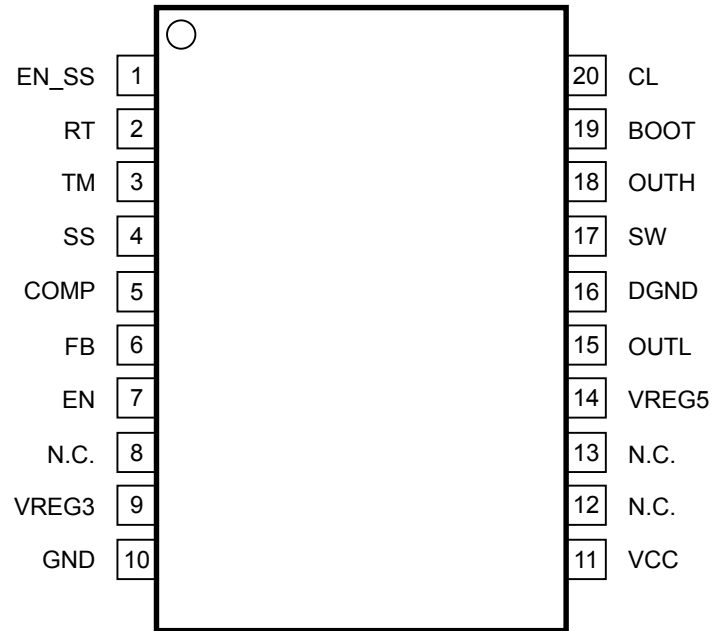 EN_SS 1 20 CL
RT 2 19 BOOT
TM 3 18 OUTH
SS 4 17 SW
COMP 5 16 DGND
FB 6 15 OUTL
EN 7 14 VREG5
N.C. 8 13 N.C.
VREG3 9 12 N.C.
GND 10 11 VCC